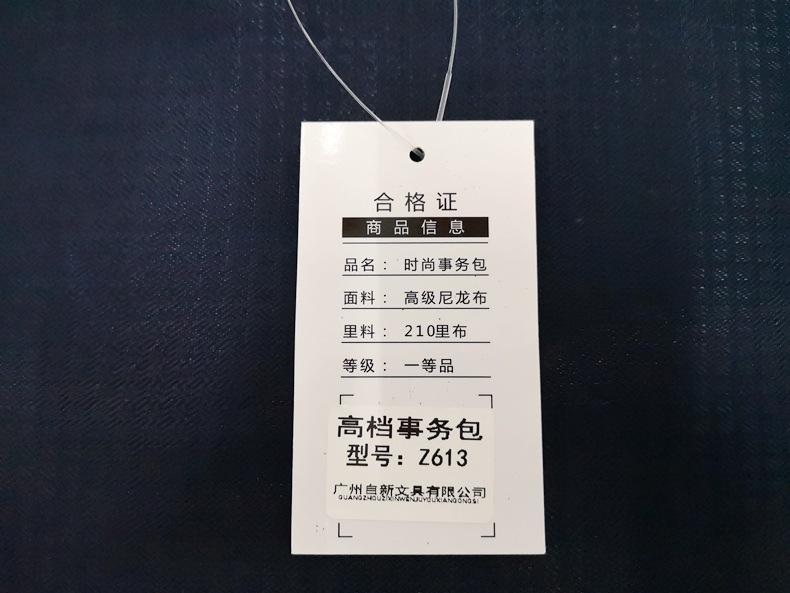 合格证
商品信息
品名： 时尚事务包
面料： 高级尼龙布
里料： 210里布
等级： 一等品
高档事务包
型号：Z613
广州自新文具有限公司
GUANGZHOUZIXINWENJUYOUXIANGONGSI